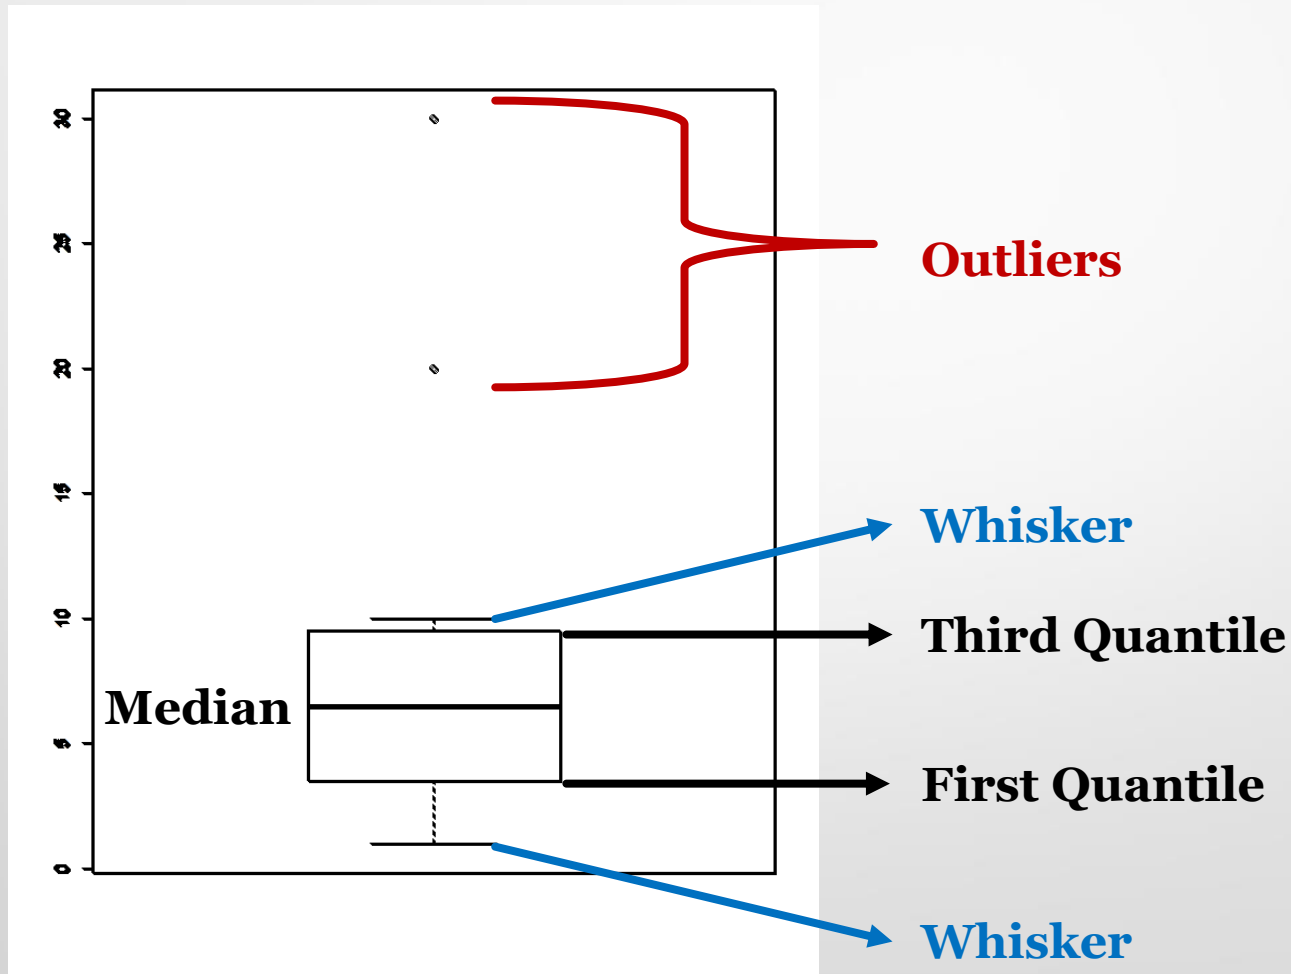 30
25
Outliers
20
15
Whisker
10
Third Quantile
Median
5
First Quantile
0
Whisker